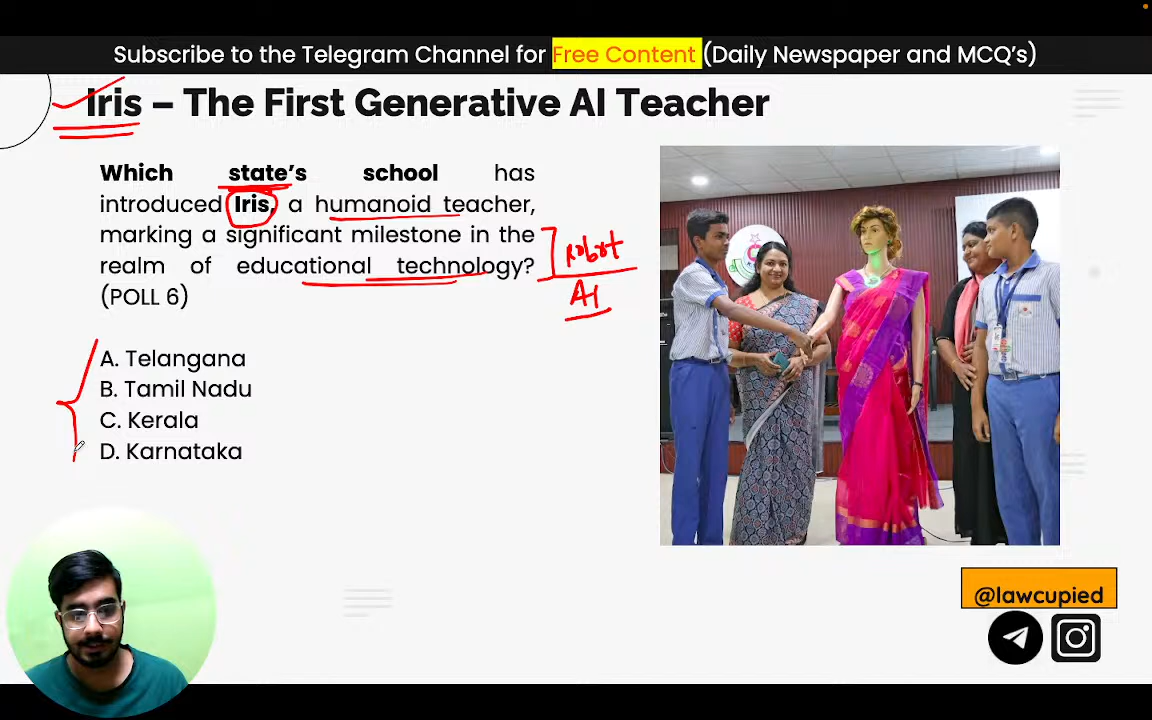 Subscribe to the Telegram Channel for Free Content (Daily Newspaper and MCQ's)
Iris – The First Generative AI Teacher
Which state's school has
introduced Iris, a humanoid teacher,
marking a significant milestone in the
realm of educational technology?
(POLL 6)
Robot
AI
A. Telangana
B. Tamil Nadu
C. Kerala
D. Karnataka
@lawcupied